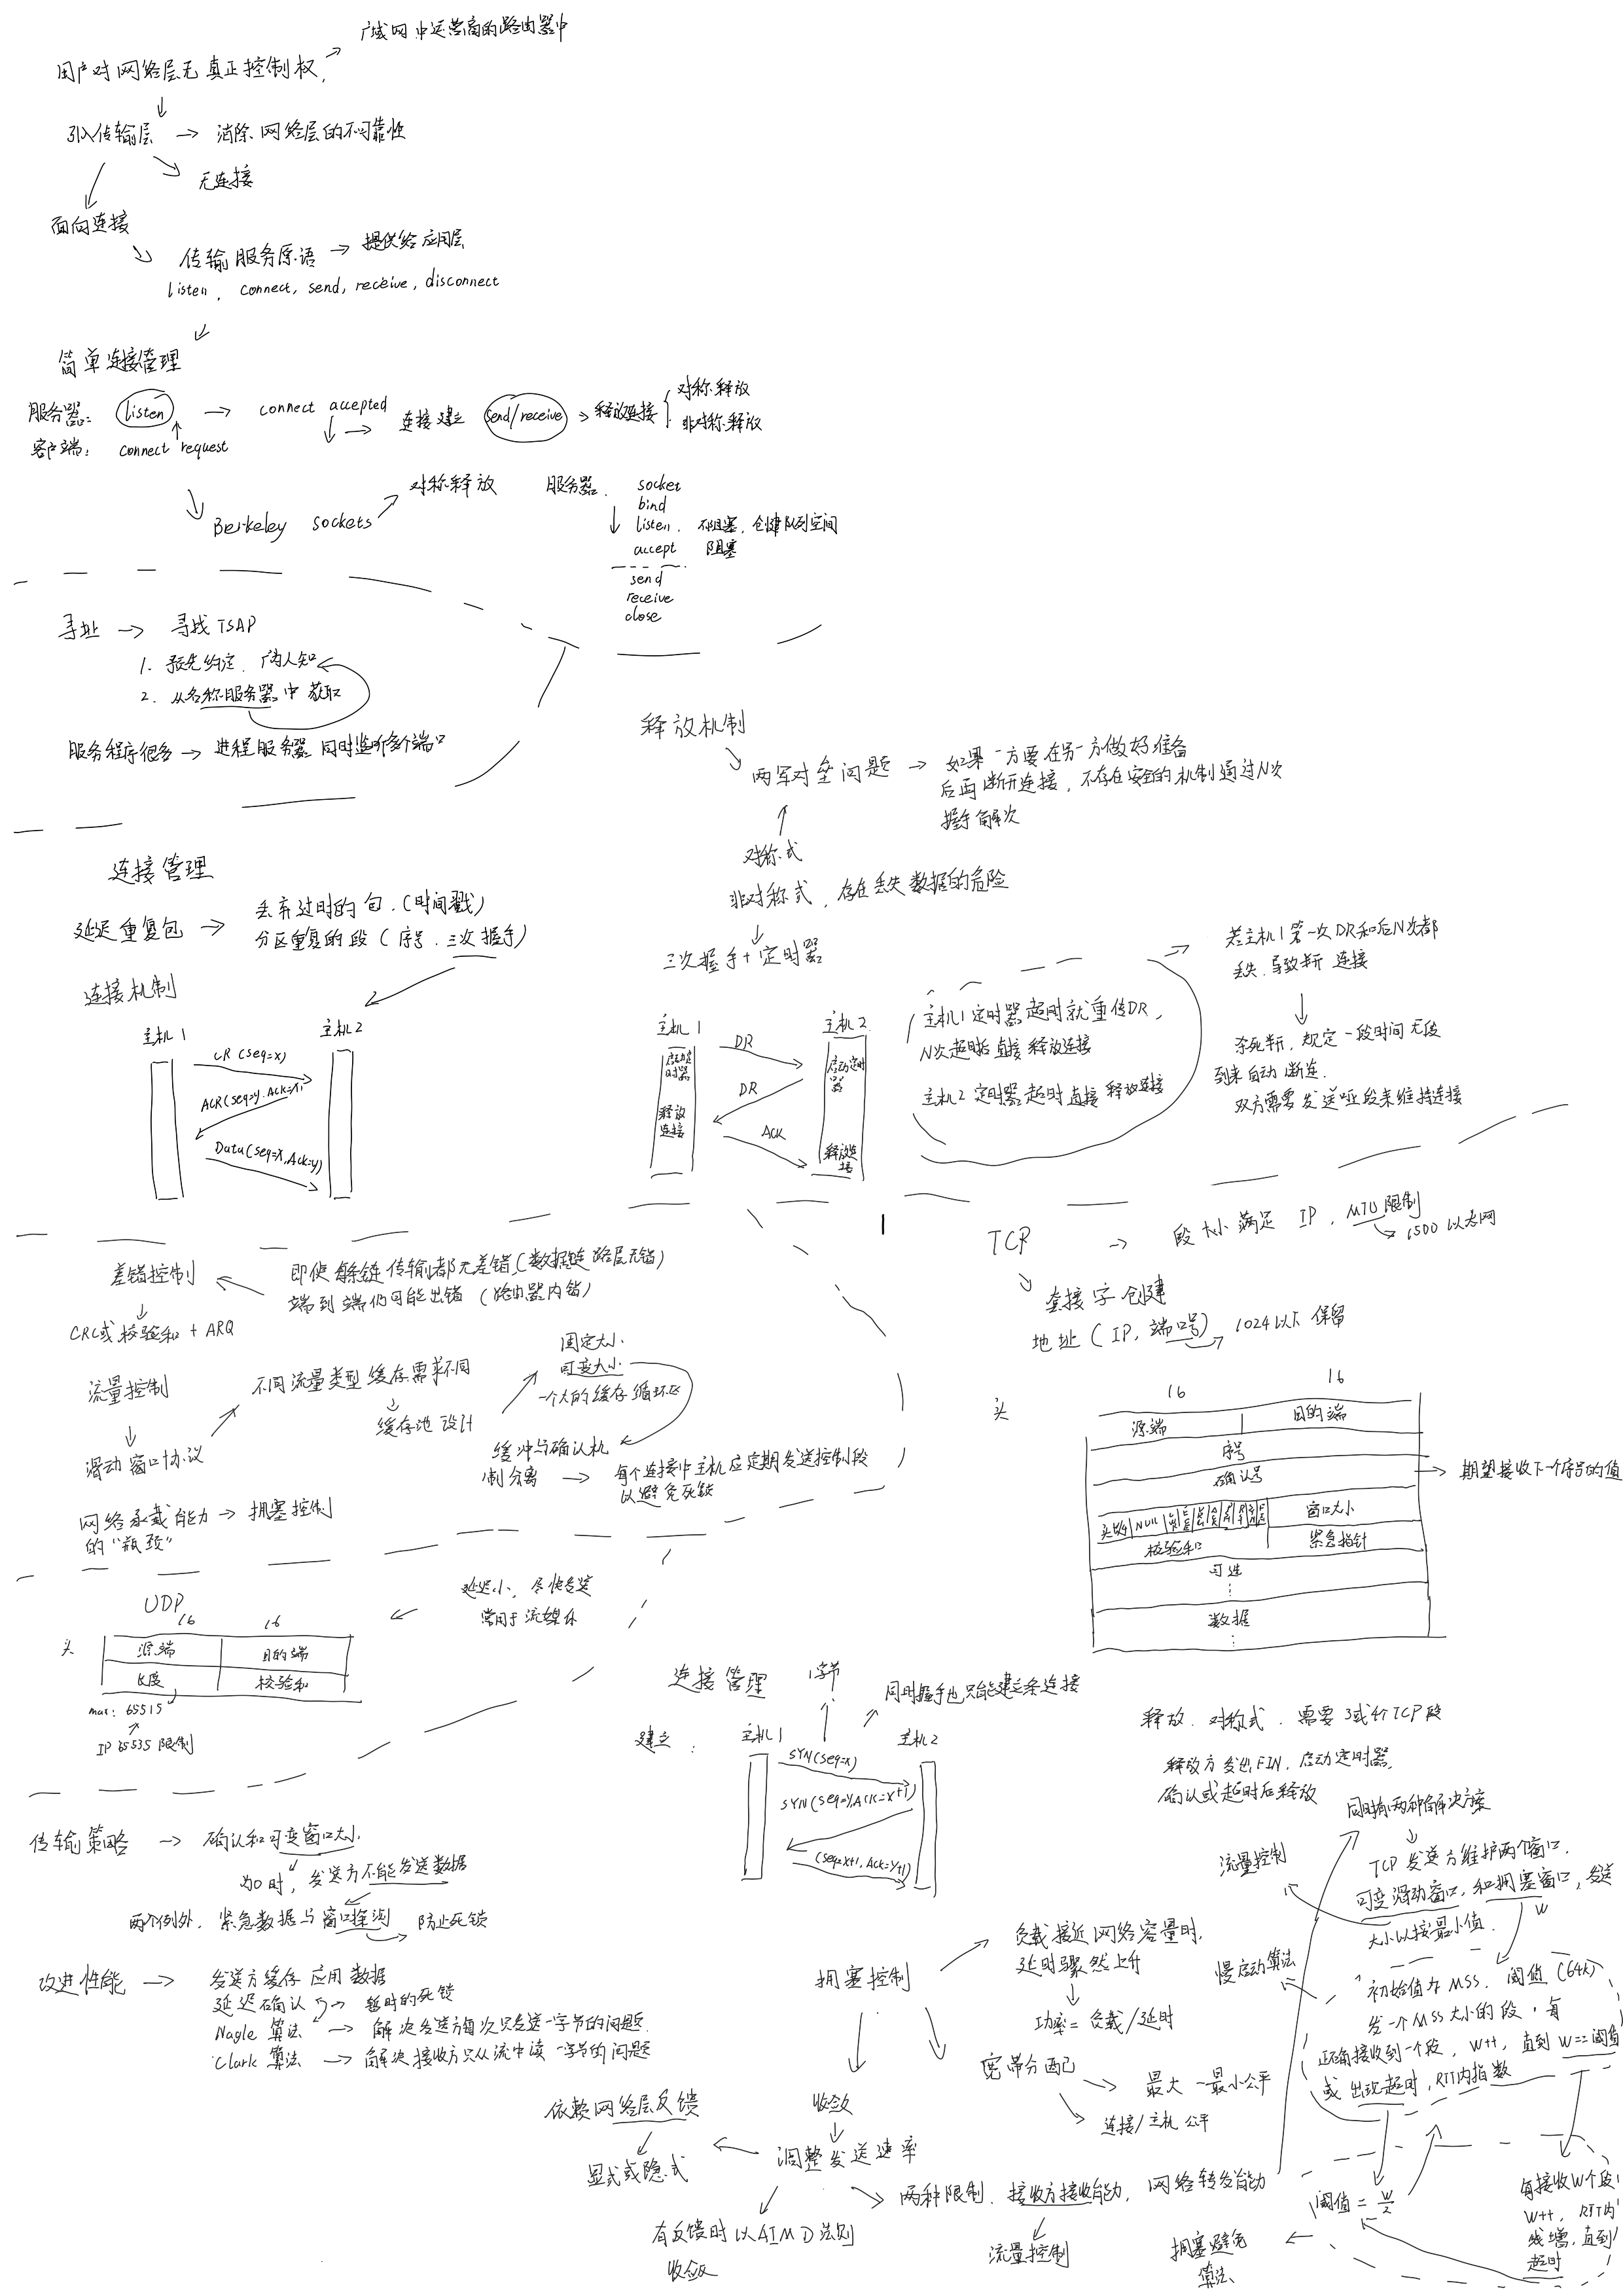 广域网中运营商的路由器中
用户对网络层无真正控制权,
引入传输层 → 消除网络层的不可靠性
无连接
面向连接
传输服务原语 → 提供给应用层
listen, connect, send, receive, disconnect
简单连接管理
服务器: listen → connect accepted → 连接建立 send/receive → 释放连接
对称释放
非对称释放
客户端: connect request
Berkeley sockets
对称释放
服务器
socket
bind
listen. 不阻塞, 创建队列空间
accept 阻塞
send
receive
close
寻址 → 寻找TSAP
1. 预先约定, 广为人知
2. 从名称服务器中获取
服务程序很多 → 进程服务器 同时监听多个端口
释放机制
两军对垒问题 → 如果一方要在另一方做好准备
后再断开连接, 不存在安全的机制通过N次
握手解决
对称式
非对称式, 存在丢失数据的危险
三次握手+定时器
连接管理
延迟重复包 → 丢弃过时的包.(时间戳)
分区重复的段(序号.三次握手)
连接机制
主机1
主机2
CR (seq=x)
Data(seq=x,Ack=y)
主机1
主机2
DR
启动定时器
启动定时器
DR
释放连接
ACK
释放连接
主机1定时器超时就重传DR,
N次超时后直接释放连接
主机2定时器超时直接释放连接
若主机1第一次DR和后N次都
丢失,导致半 连接
杀死半, 规定一段时间无段
到来自动断连.
双方需要发送哑段来维持连接
差错控制
即使 传输都无差错(数据链路层无错)
端到端仍可能出错 (路由器内错)
CRC或校验和 + ARQ
流量控制
不同流量类型缓存需求不同
滑动窗口协议
缓存池设计
固定大小
可变大小
一个大的缓存循环区
缓冲与确认机
制分离 → 每个连接中主机应定期发送控制段
以避免死锁
网络承载能力 → 拥塞控制
的“瓶颈”
TCP → 段大小满足 IP, MTU限制
1500 以太网
套接字创建
地址(IP, 端口号) 1024以下保留
16 16
头
源端 目的端
序号
确认号 → 期望接收下一个序号的值
NULL 窗口大小
校验和 紧急指针
可选
数据
UDP
延迟小, 尽快发送
常用于流媒体
16 16
头
源端 目的端
长度 校验和
max: 65515
IP 65535限制
连接管理
1字节
同时握手也只能建立一条连接
建立:
主机1
主机2
SYN(seq=x)
SYN(seq=y,Ack=x+1)
(seq=x+1, Ack=y+1)
释放. 对称式. 需要3或4个TCP段
释放方发出FIN, 启动定时器,
确认或超时后释放
传输策略 → 确认和可变窗口大小
为0时, 发送方不能发送数据
两个例外, 紧急数据与窗口探测
防止死锁
改进性能 → 发送方缓存应用数据
延迟确认 → 暂时的死锁
Nagle 算法 → 解决发送方每次只发送一字节的问题
Clark 算法 → 解决接收方只从流中读一字节的问题
拥塞控制
负载接近网络容量时,
延时骤然上升
功率=负载/延时
宽带分配 → 最大-最小公平
连接/主机公平
收敛
调整发送速率
依赖网络层反馈
显式或隐式
有反馈时以AIMD法则
收敛
两种限制. 接收方接收能力, 网络转发能力
流量控制
同时有两种解决方案
TCP发送方维护两个窗口,
可变滑动窗口, 和拥塞窗口, 发送
大小以按最小值.
流量控制
w
慢启动算法
初始值为MSS. 阈值(64k)
发一个MSS大小的段, 每
正确接收到一个段, w++, 直到w==阈值
或出现超时, RTT内指数
阈值=w/2
拥塞避免
算法
每接收w个段
w++, RTT内
线增, 直到
超时